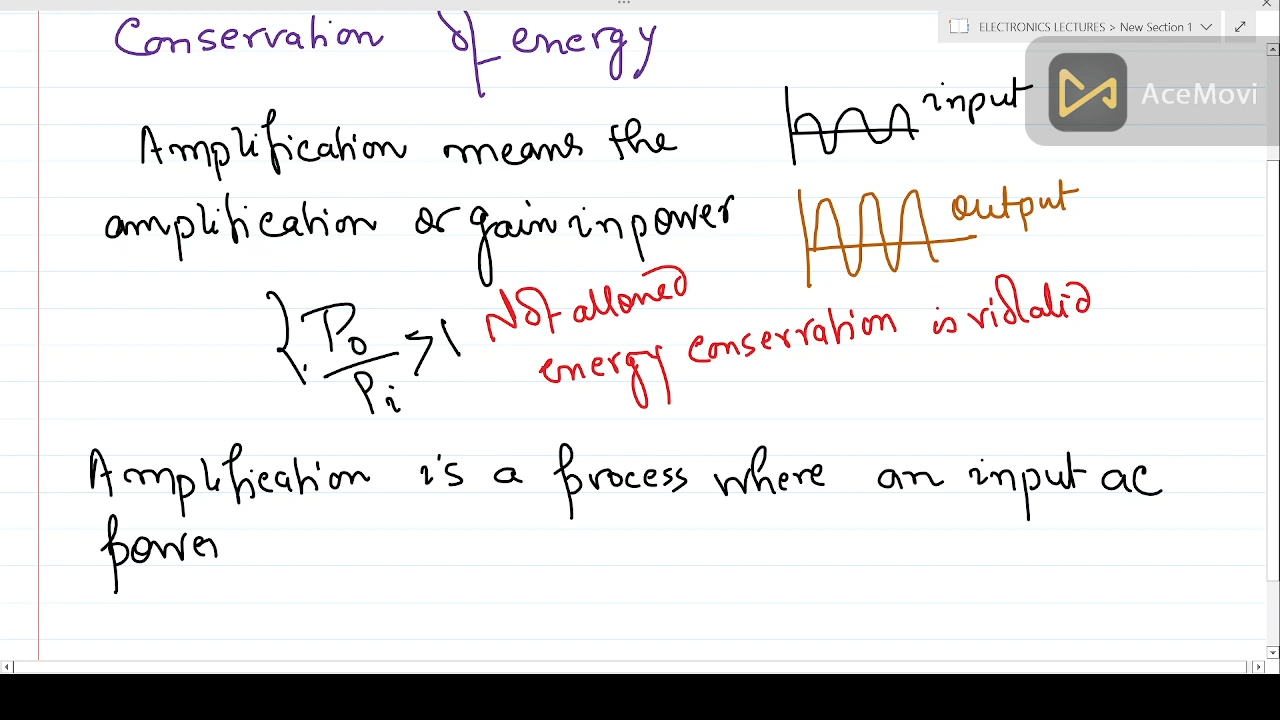 ELECTRONICS LECTURES > New Section 1
AceMovi
Conservation of energy
input
Amplification means the
output
amplification or gain in power
Not allowed
Po/Pi > 1
energy conservation is violated
Amplification is a process where an input ac
power